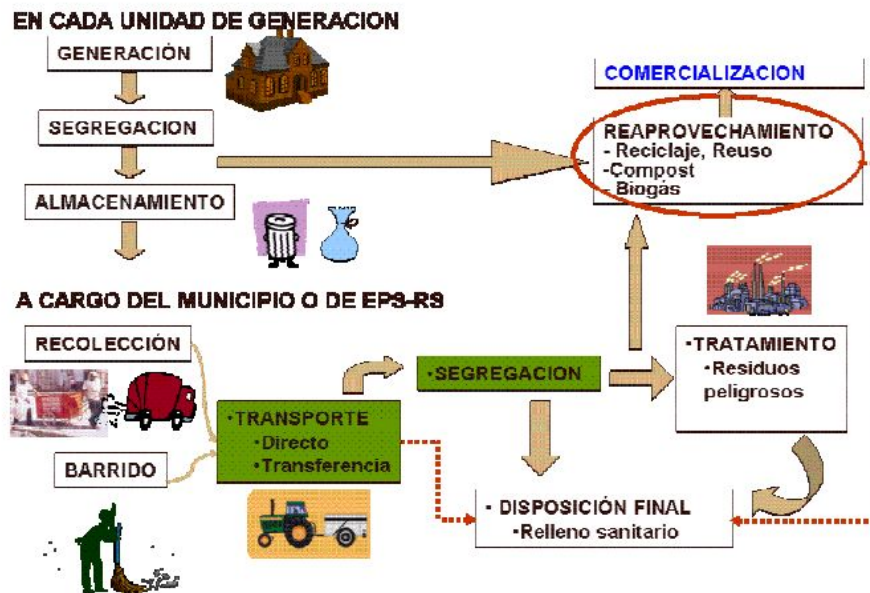 EN CADA UNIDAD DE GENERACION
GENERACIÓN
SEGREGACION
ALMACENAMIENTO
COMERCIALIZACION
REAPROVECHAMIENTO
- Reciclaje, Reuso
-Compost
- Biogás
A CARGO DEL MUNICIPIO O DE EPS-RS
RECOLECCIÓN
BARRIDO
•TRANSPORTE
•Directo
•Transferencia
•SEGREGACION
•TRATAMIENTO
•Residuos
peligrosos
• DISPOSICIÓN FINAL
•Relleno sanitario